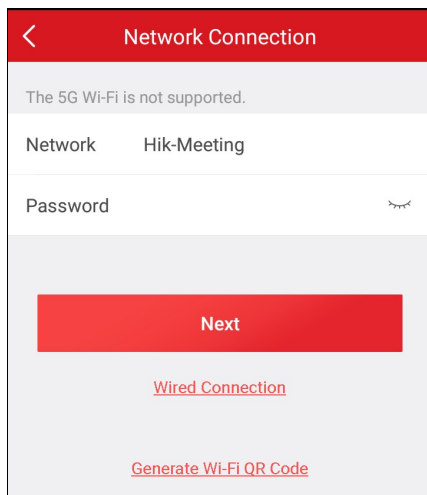 Network Connection
The 5G Wi-Fi is not supported.
Network Hik-Meeting
Password
Next
Wired Connection
Generate Wi-Fi QR Code